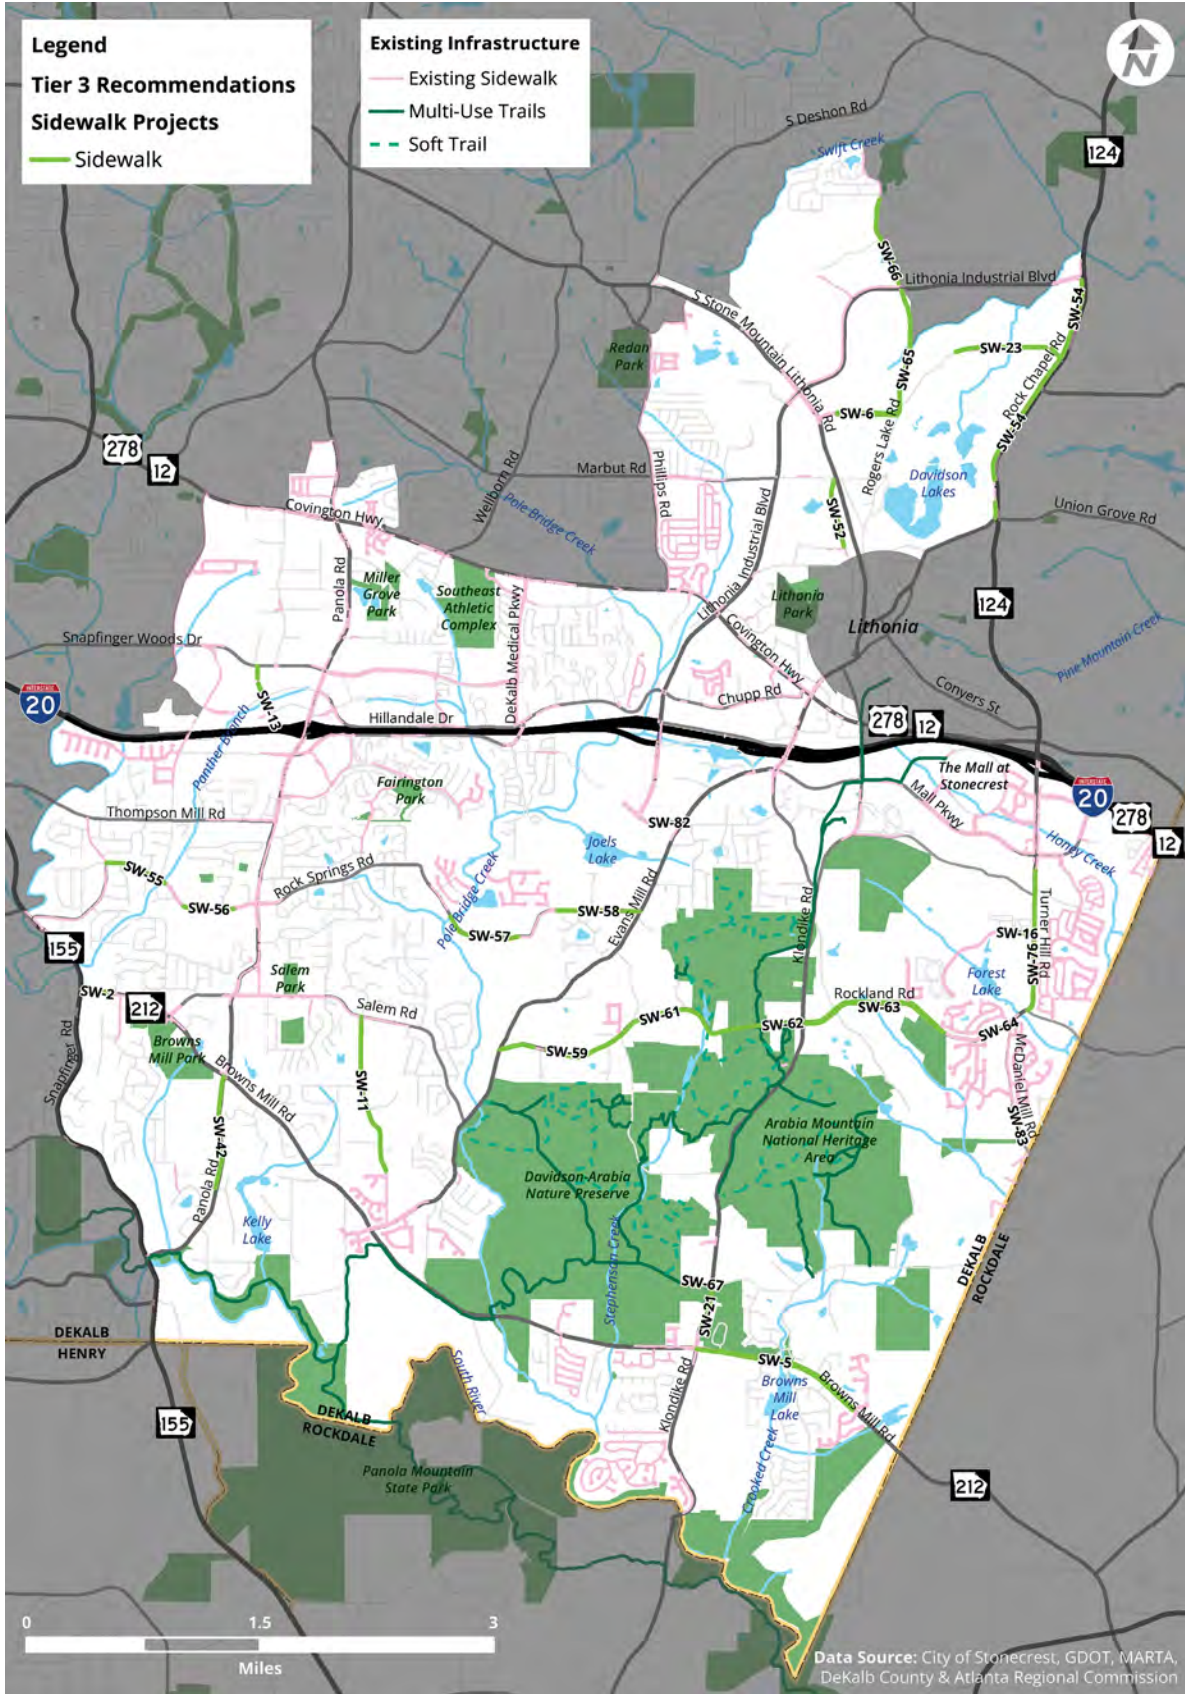 Legend
Tier 3 Recommendations
Sidewalk Projects
Sidewalk
Existing Infrastructure
Existing Sidewalk
Multi-Use Trails
Soft Trail
N
S Deshon Rd
Swift Creek
124
SW-66
Lithonia Industrial Blvd
SW-54
S Stone Mountain Lithonia Rd
Redan
Park
SW-23
SW-65
Rock Chapel Rd
SW-6
SW-54
Rogers Lake Rd
278
12
Wellborn Rd
Marbut Rd
Phillips Rd
Davidson
Lakes
Covington Hwy
Pole Bridge Creek
Lithonia Industrial Blvd
SW-52
Union Grove Rd
Panola Rd
Miller
Grove
Park
Southeast
Athletic
Complex
DeKalb Medical Pkwy
Lithonia
Park
124
Lithonia
Covington Hwy
Snapfinger Woods Dr
Pine Mountain Creek
INTERSTATE
20
SW-13
Chupp Rd
Conyers St
Hillandale Dr
278
12
Panther Branch
The Mall at
Stonecrest
Fairington
Park
Mall Pkwy
INTERSTATE
20
278
12
Thompson Mill Rd
SW-82
Joels
Lake
Honey Creek
SW-55
Rock Springs Rd
SW-56
Pole Bridge Creek
SW-58
Evans Mill Rd
Klondike Rd
Turner Hill Rd
SW-57
SW-16
SW-76
155
Salem
Park
Forest
Lake
SW-2
212
Salem Rd
Rockland Rd
SW-63
SW-61
SW-62
SW-64
Snapfinger Rd
Browns
Mill Park
SW-59
McDaniel Mill Rd
Browns Mill Rd
SW-11
SW-83
SW-42
Arabia Mountain
National Heritage
Area
Davidson-Arabia
Nature Preserve
Panola Rd
Kelly
Lake
Stephenson Creek
DEKALB
ROCKDALE
SW-67
SW-21
DEKALB
HENRY
SW-5
South River
Klondike Rd
Browns
Mill
Lake
Browns Mill Rd
155
DEKALB
ROCKDALE
Panola Mountain
State Park
Crooked Creek
212
0
1.5
3
Miles
Data Source: City of Stonecrest, GDOT, MARTA,
DeKalb County & Atlanta Regional Commission